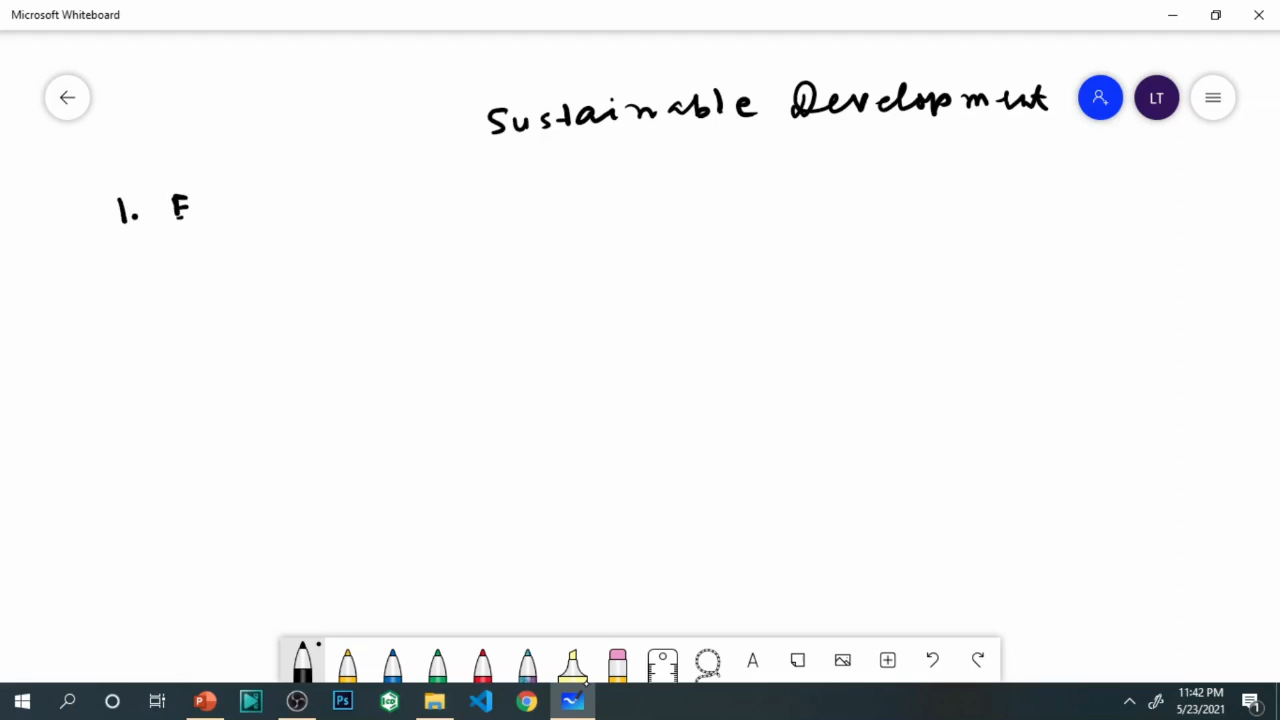 Microsoft Whiteboard
Sustainable Development
LT
1. E
A
11:42 PM
5/23/2021